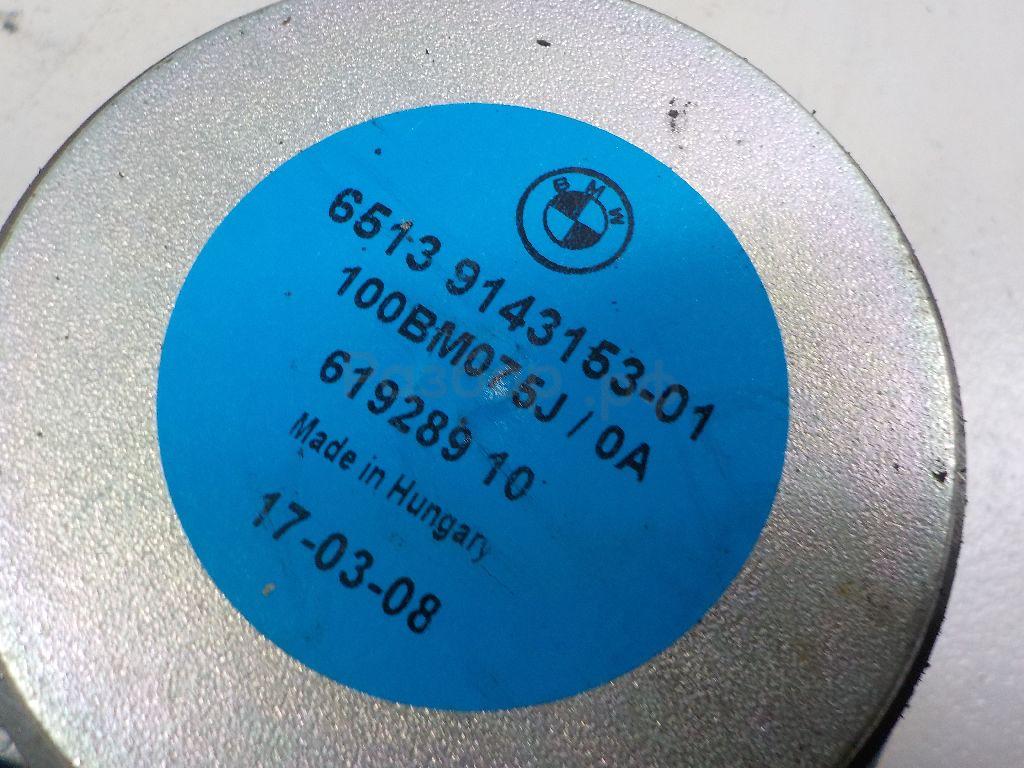 BMW
6513 9143153-01
100BM075J / 0A
619289 10
Made in Hungary
17-03-08